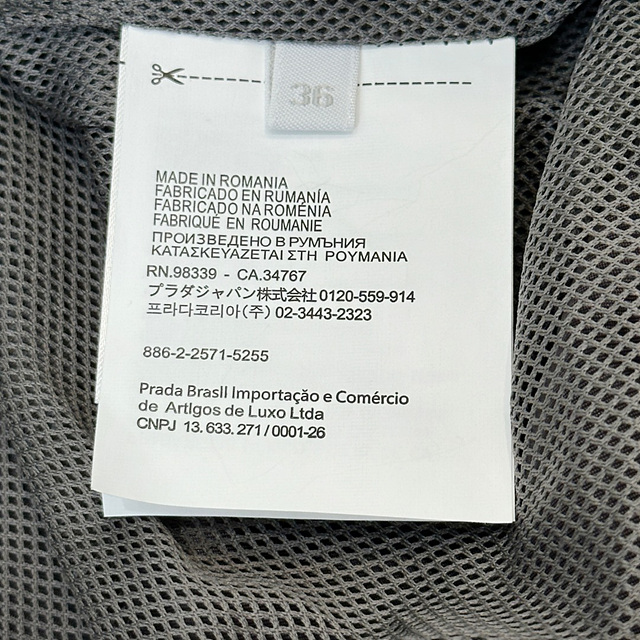 36
MADE IN ROMANIA
FABRICADO EN RUMANÍA
FABRICADO NA ROMÉNIA
FABRIQUÉ EN ROUMANIE
ПРОИЗВЕДЕНО В РУМЪНИЯ
ΚΑΤΑΣΚΕΥΑΖΕΤΑΙ ΣΤΗ ΡΟΥΜΑΝΙΑ
RN.98339 - CA.34767
プラダジャパン株式会社 0120-559-914
프라다코리아(주) 02-3443-2323
886-2-2571-5255
Prada Brasil Importação e Comércio
de Artigos de Luxo Ltda
CNPJ 13.633.271/0001-26